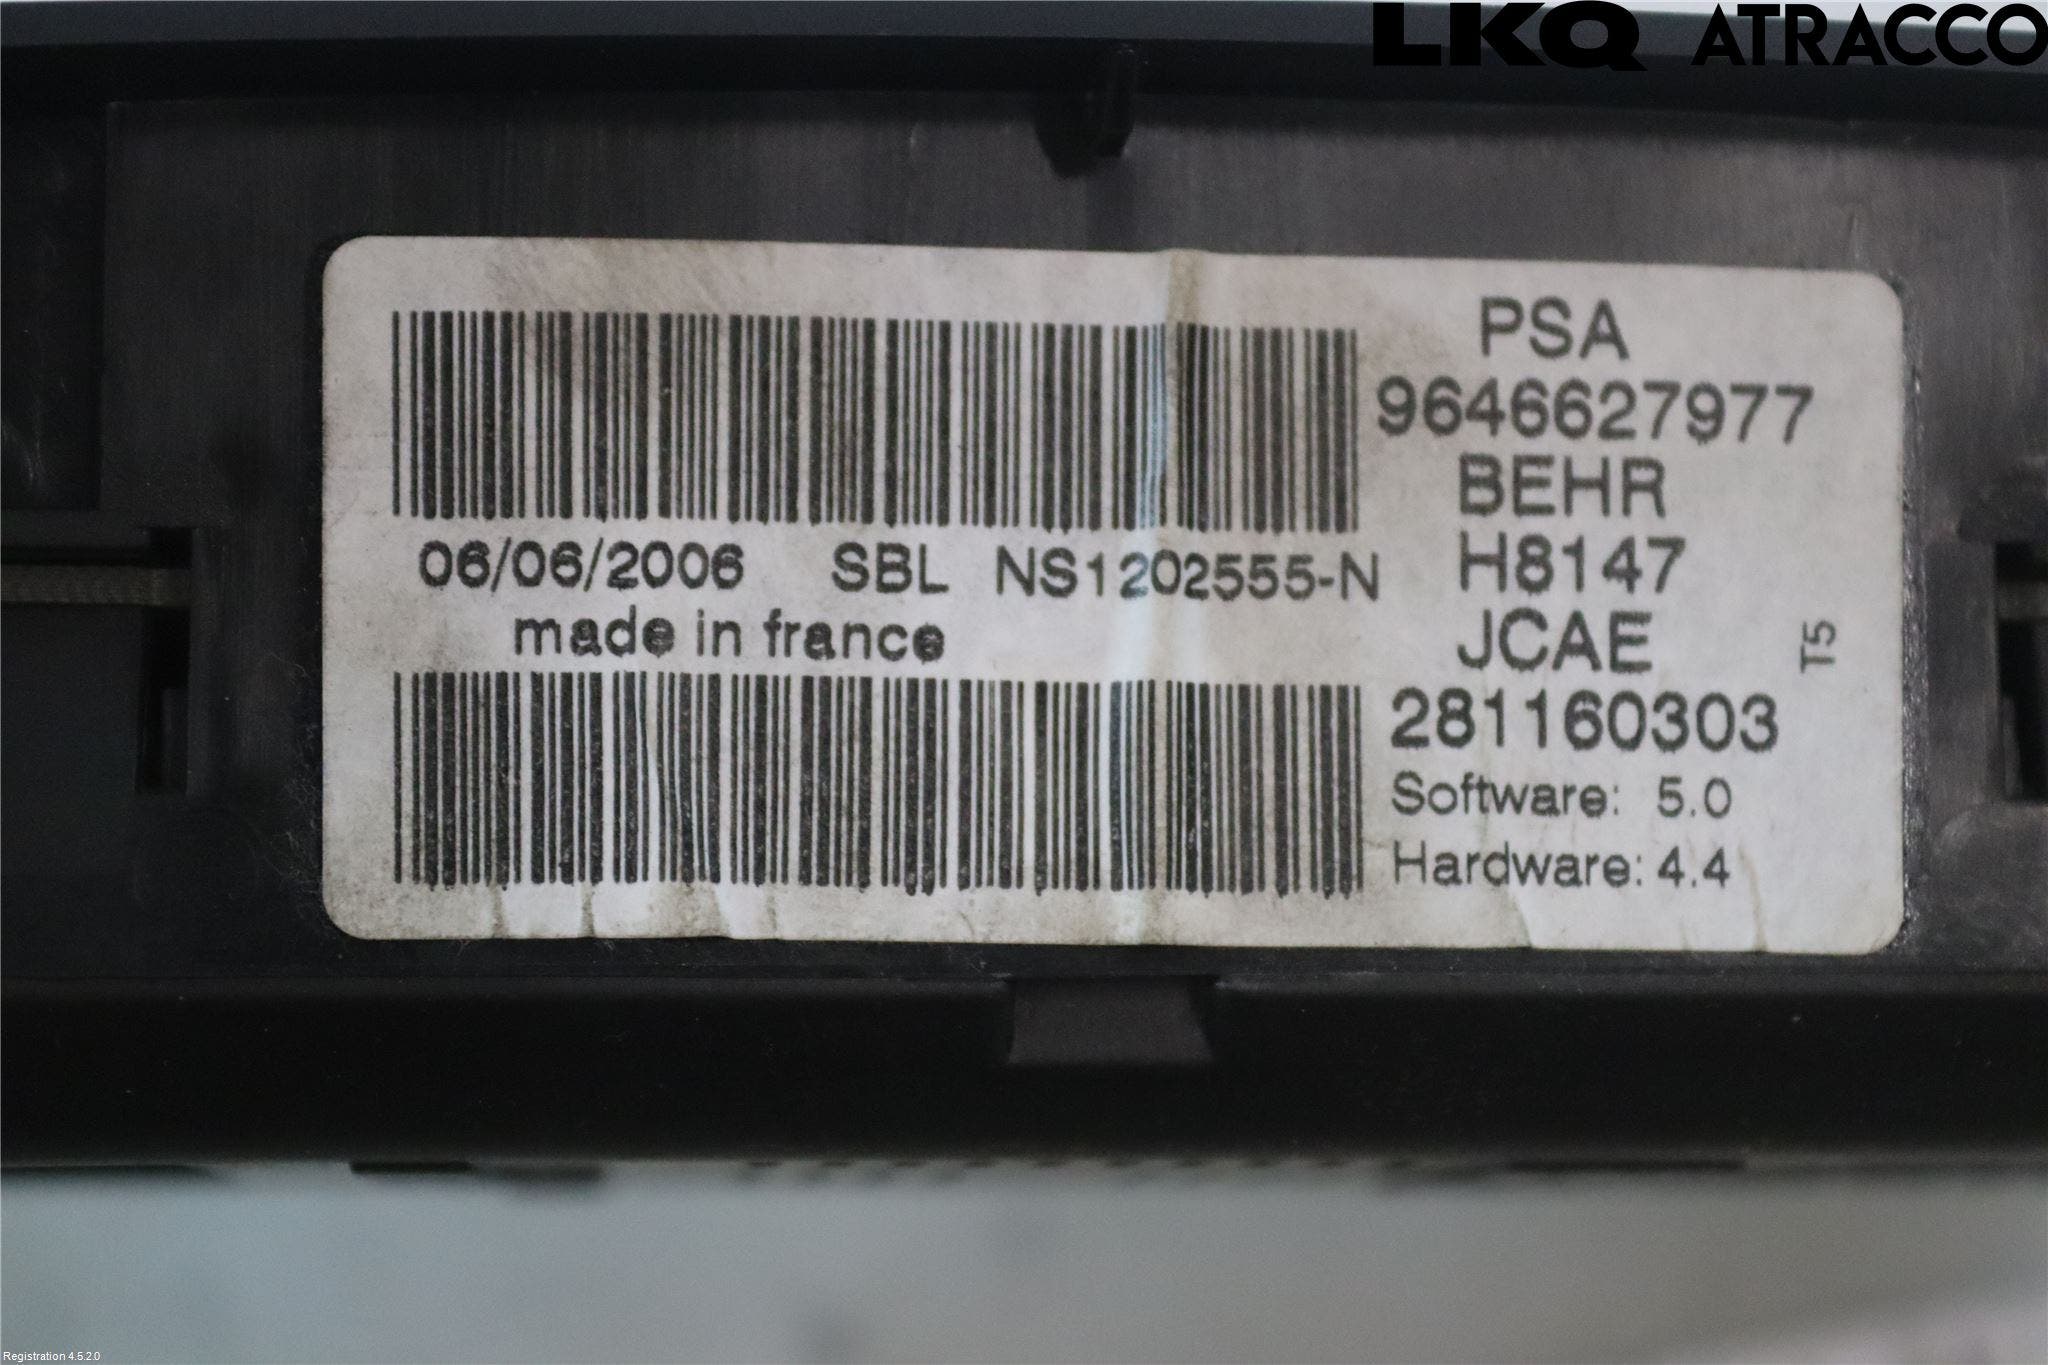 LKQ ATRACCO
PSA
9646627977
BEHR
06/06/2006 SBL NS1202555-N
H8147
made in france
JCAE
T5
281160303
Software: 5.0
Hardware: 4.4
Registration 4.5.2.0